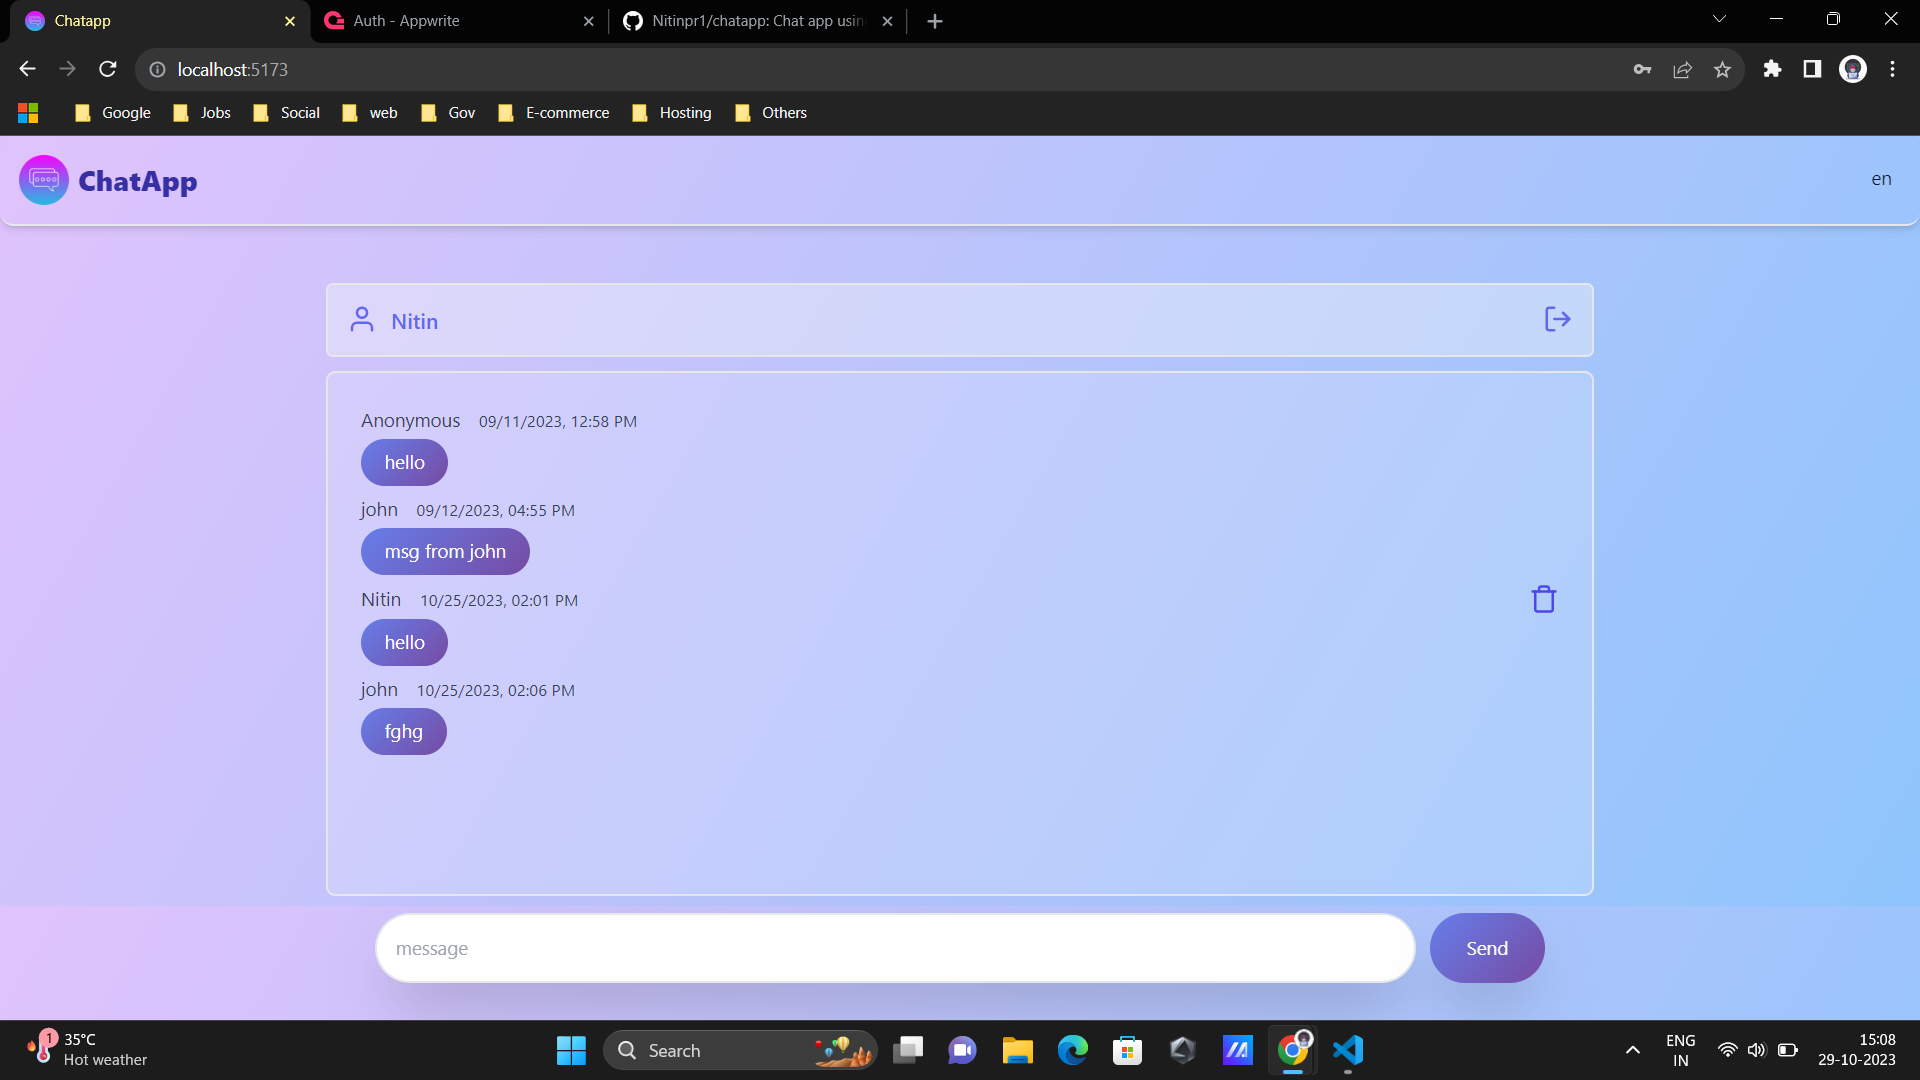 Chatapp
Auth - Appwrite
Nitinpr1/chatapp: Chat app usin
localhost:5173
Google
Jobs
Social
web
Gov
E-commerce
Hosting
Others
ChatApp
en
Nitin
Anonymous 09/11/2023, 12:58 PM
hello
john 09/12/2023, 04:55 PM
msg from john
Nitin 10/25/2023, 02:01 PM
hello
john 10/25/2023, 02:06 PM
fghg
message
Send
1
35°C
Hot weather
Search
ENG
IN
15:08
29-10-2023